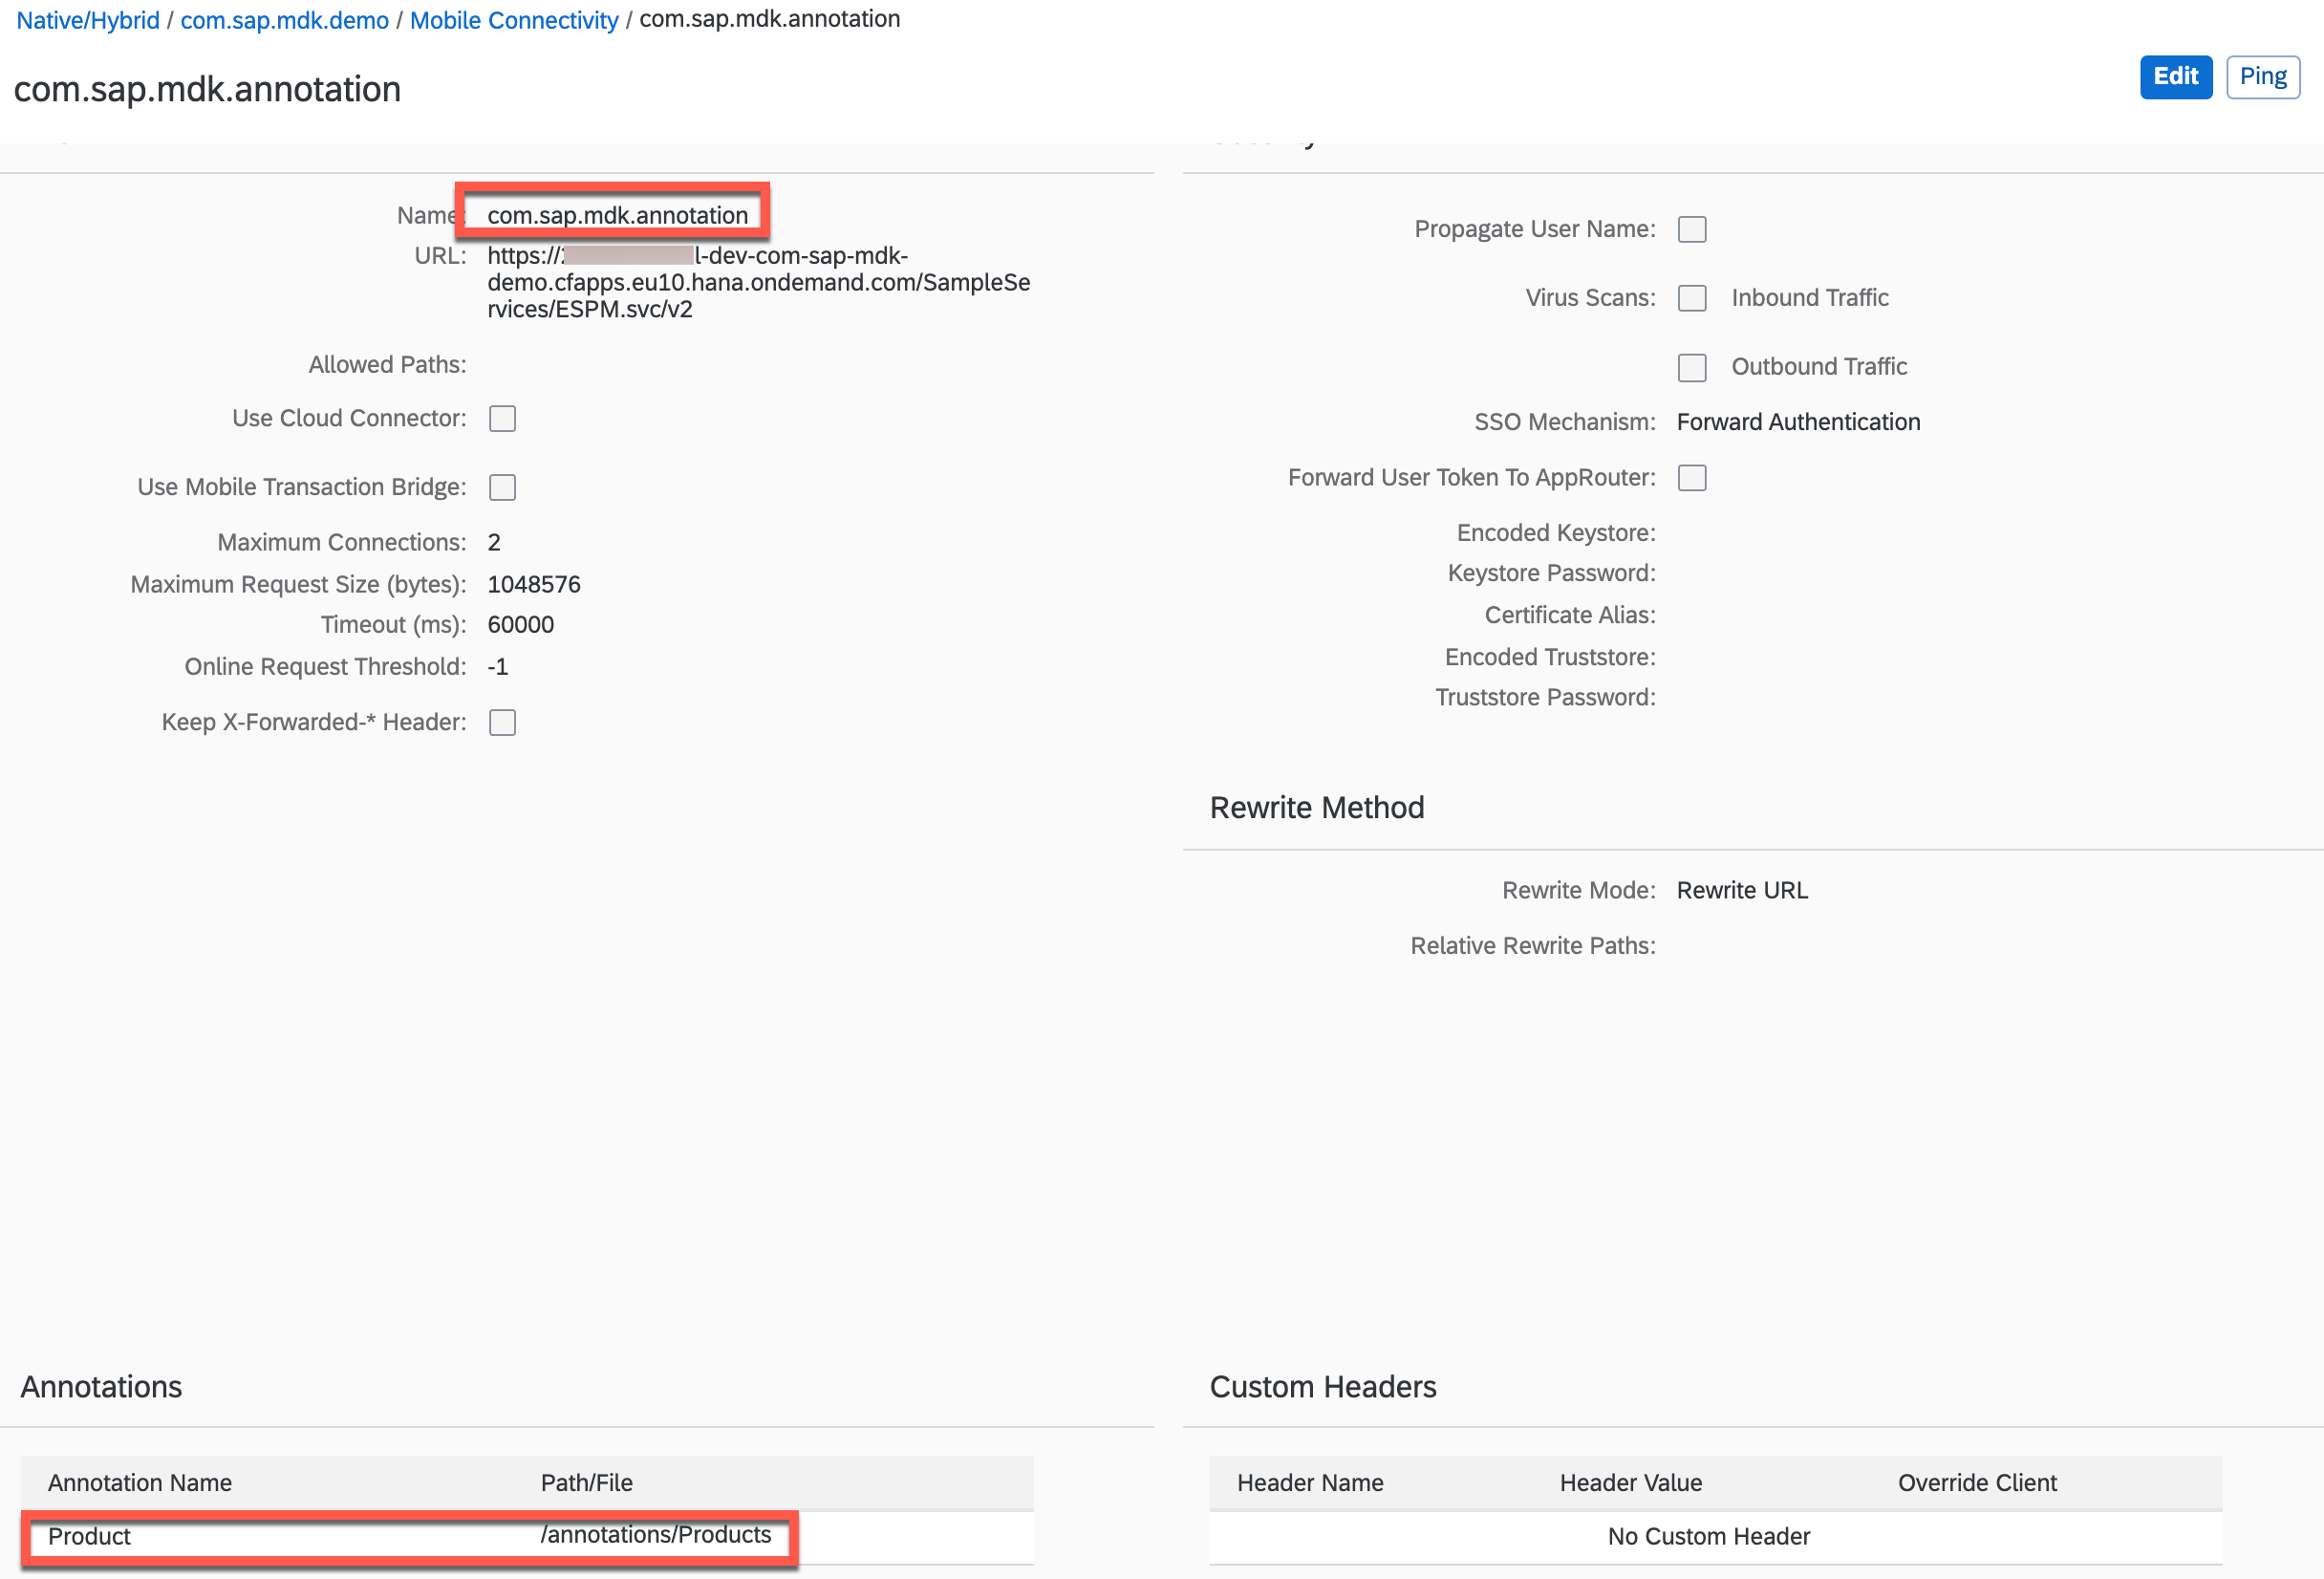 Native/Hybrid / com.sap.mdk.demo / Mobile Connectivity / com.sap.mdk.annotation
com.sap.mdk.annotation
Edit
Ping
Name: com.sap.mdk.annotation
URL: https:// l-dev-com-sap-mdk-
demo.cfapps.eu10.hana.ondemand.com/SampleSe
rvices/ESPM.svc/v2
Allowed Paths:
Use Cloud Connector:
Use Mobile Transaction Bridge:
Maximum Connections: 2
Maximum Request Size (bytes): 1048576
Timeout (ms): 60000
Online Request Threshold: -1
Keep X-Forwarded-* Header:
Propagate User Name:
Virus Scans: Inbound Traffic
Outbound Traffic
SSO Mechanism: Forward Authentication
Forward User Token To AppRouter:
Encoded Keystore:
Keystore Password:
Certificate Alias:
Encoded Truststore:
Truststore Password:
Rewrite Method
Rewrite Mode: Rewrite URL
Relative Rewrite Paths:
Annotations
Annotation Name Path/File
Product /annotations/Products
Custom Headers
Header Name Header Value Override Client
No Custom Header